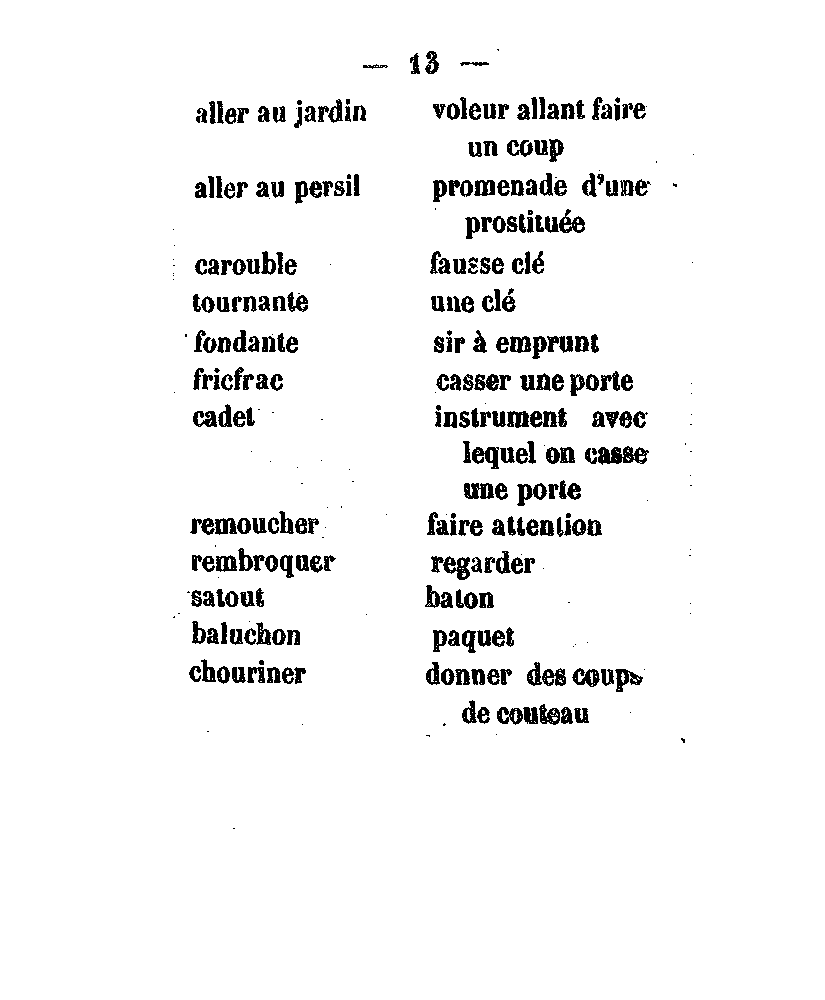 — 13 —
aller au jardin voleur allant faire
un coup
aller au persil promenade d'une
prostituée
carouble fausse clé
tournante une clé
fondante sir à emprunt
fricfrac casser une porte
cadet instrument avec
lequel on casse
une porte
remoucher faire attention
rembroquer regarder
satout baton
baluchon paquet
chouriner donner des coups
de couteau